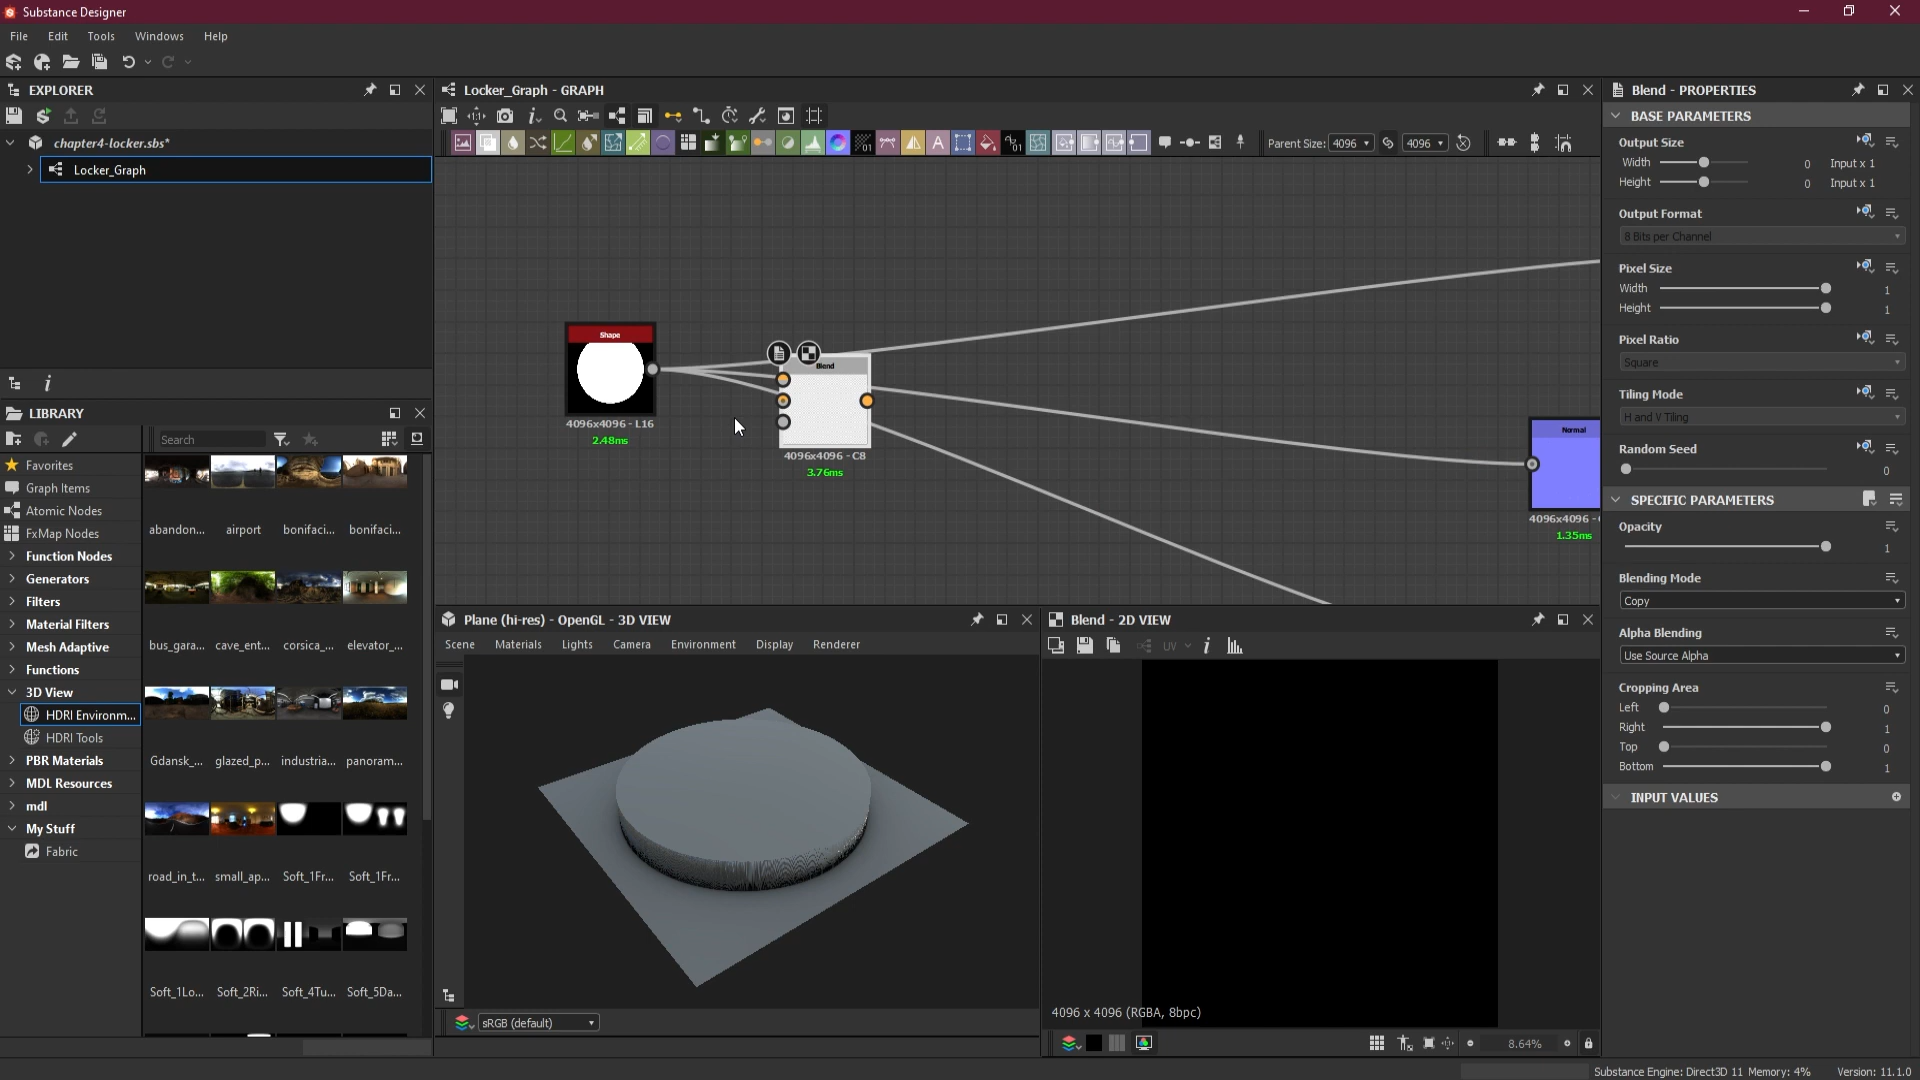 Substance Designer
File Edit Tools Windows Help
EXPLORER
chapter4-locker.sbs*
Locker_Graph
LIBRARY
Search
Favorites
Graph Items
Atomic Nodes
FxMap Nodes
Function Nodes
Generators
Filters
Material Filters
Mesh Adaptive
Functions
3D View
HDRI Environm...
HDRI Tools
PBR Materials
MDL Resources
mdl
My Stuff
Fabric
abandon... airport bonifaci... bonifaci...
bus_gara... cave_ent... corsica_... elevator_...
Gdansk_... glazed_p... industria... panoram...
road_in_t... small_ap... Soft_1Fr... Soft_1Fr...
Soft_1Lo... Soft_2Ri... Soft_4Tu... Soft_5Da...
Locker_Graph - GRAPH
Parent Size: 4096 4096
Shape
4096x4096 - L16
2.48ms
Blend
4096x4096 - C8
3.76ms
Normal
4096x4096 -
1.35ms
Plane (hi-res) - OpenGL - 3D VIEW
Scene Materials Lights Camera Environment Display Renderer
sRGB (default)
Blend - 2D VIEW
UV
4096 x 4096 (RGBA, 8bpc)
8.64%
Blend - PROPERTIES
BASE PARAMETERS
Output Size
Width 0 Input x 1
Height 0 Input x 1
Output Format
8 Bits per Channel
Pixel Size
Width 1
Height 1
Pixel Ratio
Square
Tiling Mode
H and V Tiling
Random Seed
0
SPECIFIC PARAMETERS
Opacity
1
Blending Mode
Copy
Alpha Blending
Use Source Alpha
Cropping Area
Left 0
Right 1
Top 0
Bottom 1
INPUT VALUES
Substance Engine: Direct3D 11 Memory: 4% Version: 11.1.0